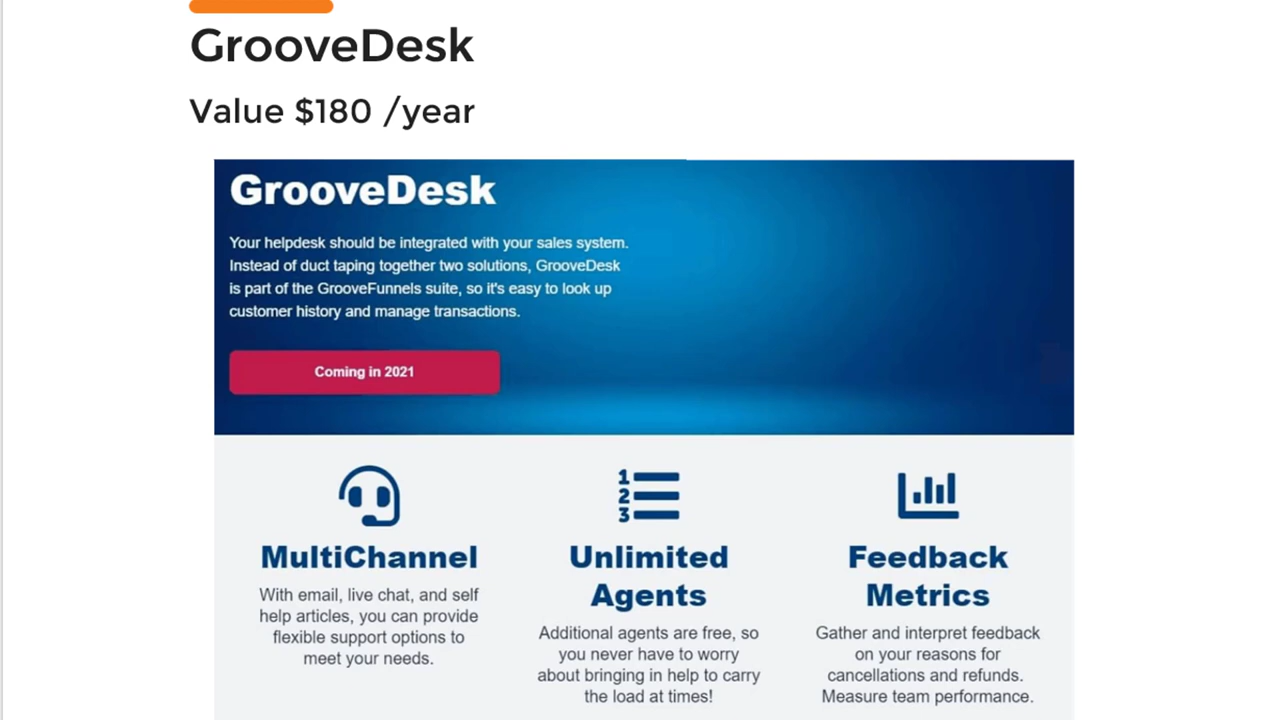 GrooveDesk
Value $180 /year
GrooveDesk
Your helpdesk should be integrated with your sales system.
Instead of duct taping together two solutions, GrooveDesk
is part of the GrooveFunnels suite, so it's easy to look up
customer history and manage transactions.
Coming in 2021
1
2
3
MultiChannel
With email, live chat, and self
help articles, you can provide
flexible support options to
meet your needs.
Unlimited
Agents
Additional agents are free, so
you never have to worry
about bringing in help to carry
the load at times!
Feedback
Metrics
Gather and interpret feedback
on your reasons for
cancellations and refunds.
Measure team performance.